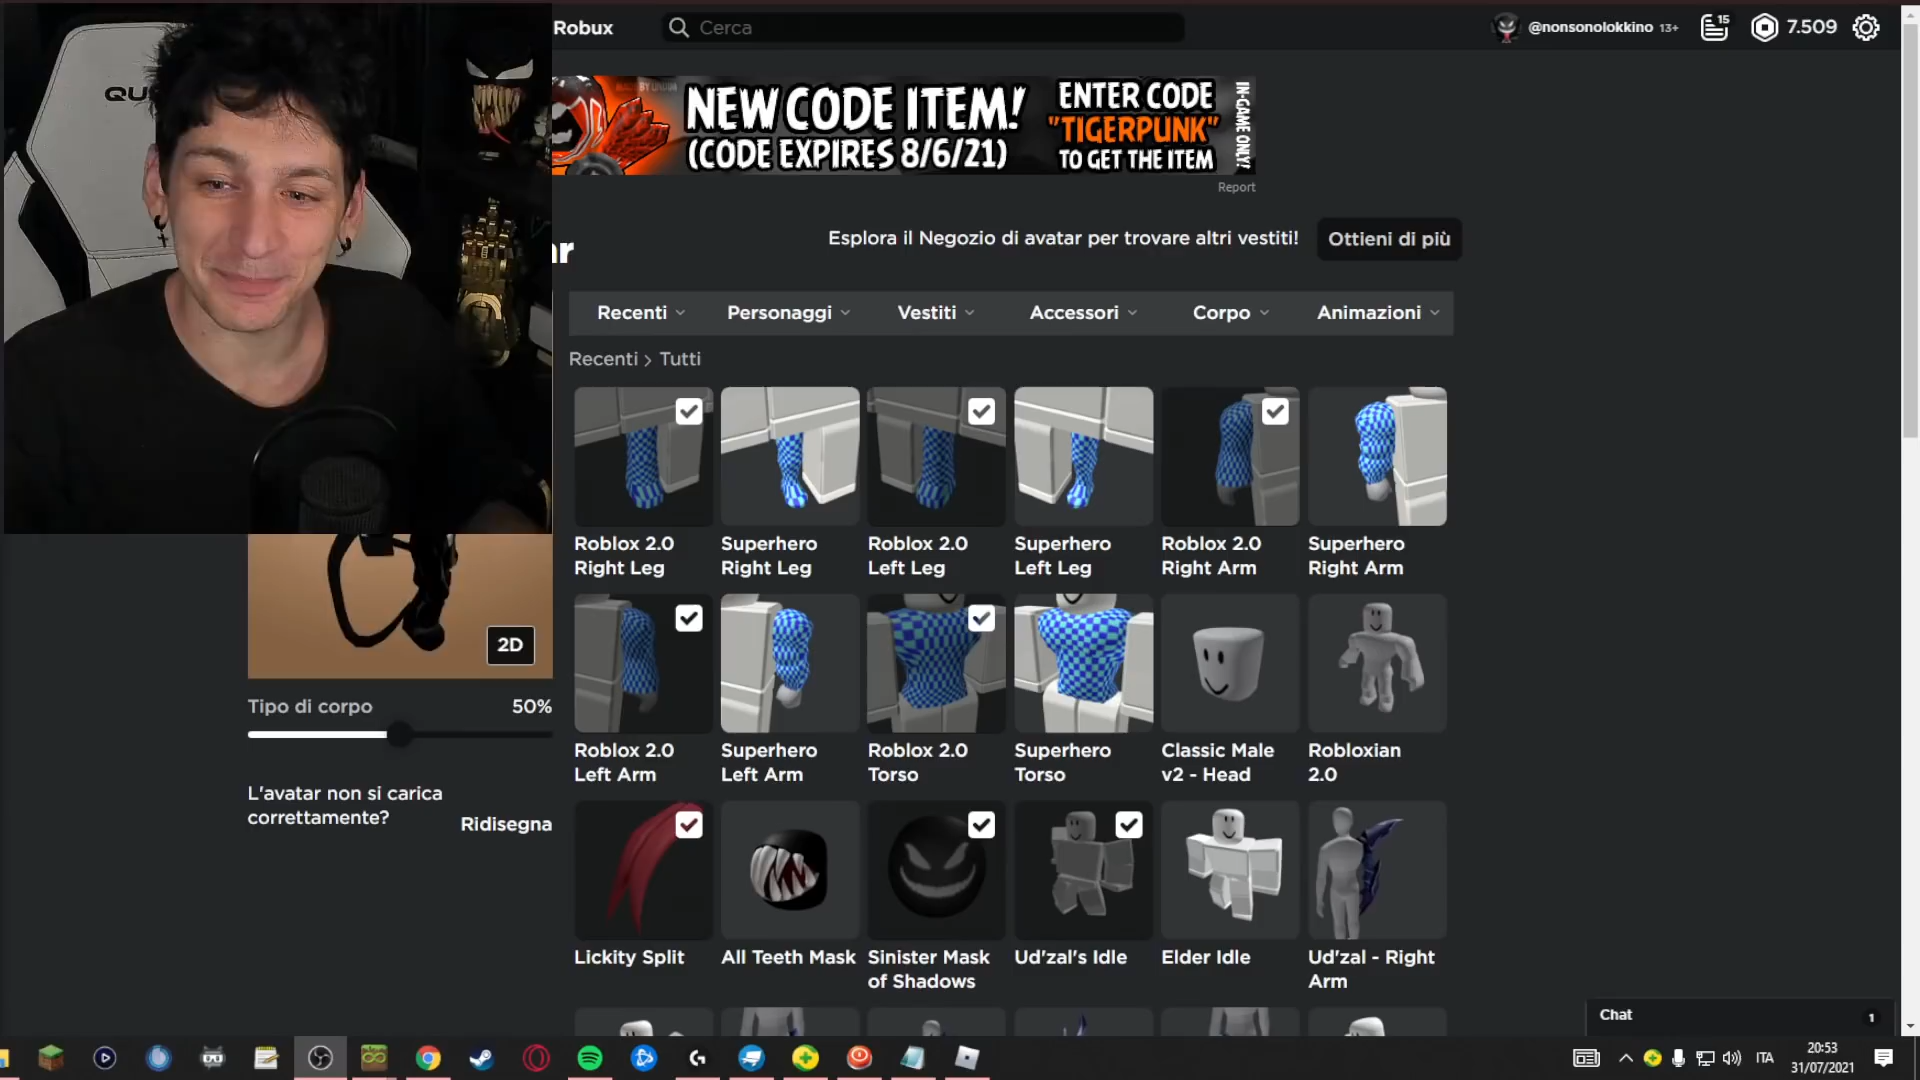 Robux
Cerca
@nonsonolokkino 13+
15
7.509
QU
NEW CODE ITEM!
(CODE EXPIRES 8/6/21)
ENTER CODE
"TIGERPUNK"
TO GET THE ITEM
IN-GAME ONLY!
Report
ar
Esplora il Negozio di avatar per trovare altri vestiti!
Ottieni di più
Recenti
Personaggi
Vestiti
Accessori
Corpo
Animazioni
Recenti > Tutti
Roblox 2.0
Right Leg
Superhero
Right Leg
Roblox 2.0
Left Leg
Superhero
Left Leg
Roblox 2.0
Right Arm
Superhero
Right Arm
2D
Tipo di corpo
50%
L'avatar non si carica
correttamente?
Ridisegna
Roblox 2.0
Left Arm
Superhero
Left Arm
Roblox 2.0
Torso
Superhero
Torso
Classic Male
v2 - Head
Robloxian
2.0
Lickity Split
All Teeth Mask
Sinister Mask
of Shadows
Ud'zal's Idle
Elder Idle
Ud'zal - Right
Arm
Chat
1
ITA
20:53
31/07/2021